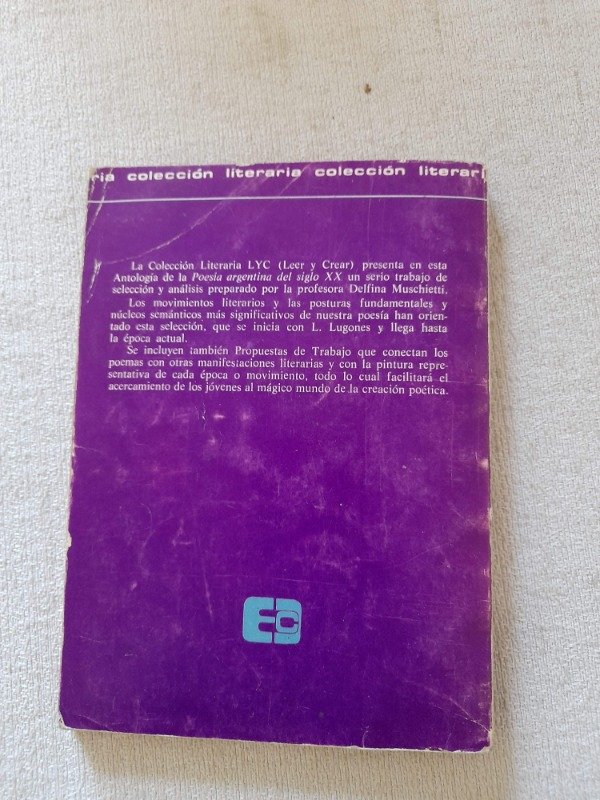 ria colección literaria colección literari
La Colección Literaria LYC (Leer y Crear) presenta en esta
Antología de la Poesía argentina del siglo XX un serio trabajo de
selección y análisis preparado por la profesora Delfina Muschietti.
Los movimientos literarios y las posturas fundamentales y
núcleos semánticos más significativos de nuestra poesía han orien-
tado esta selección, que se inicia con L. Lugones y llega hasta
la época actual.
Se incluyen también Propuestas de Trabajo que conectan los
poemas con otras manifestaciones literarias y con la pintura repre-
sentativa de cada época o movimiento, todo lo cual facilitará el
acercamiento de los jóvenes al mágico mundo de la creación poética.
EC